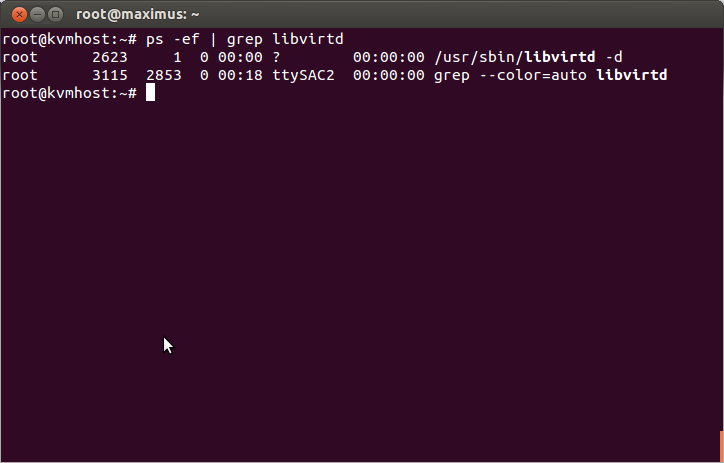 root@maximus: ~
root@kvmhost:~# ps -ef | grep libvirtd
root      2623     1  0 00:00 ?        00:00:00 /usr/sbin/libvirtd -d
root      3115  2853  0 00:18 ttySAC2  00:00:00 grep --color=auto libvirtd
root@kvmhost:~#